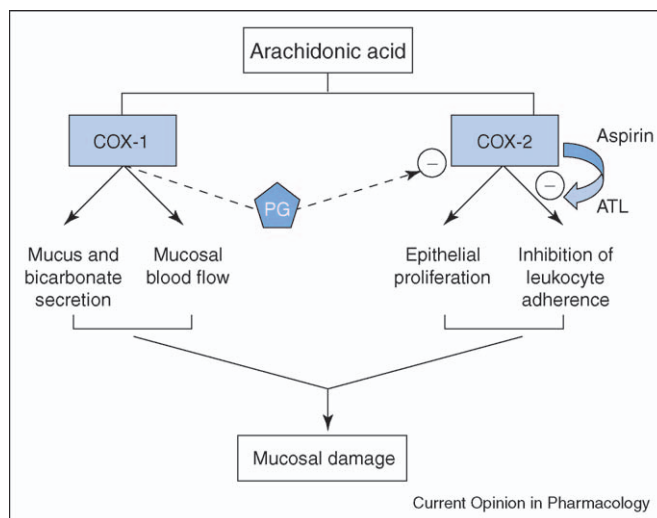 Arachidonic acid
COX-1
COX-2
Aspirin
−
−
ATL
PG
Mucus and
bicarbonate
secretion
Mucosal
blood flow
Epithelial
proliferation
Inhibition of
leukocyte
adherence
Mucosal damage
Current Opinion in Pharmacology